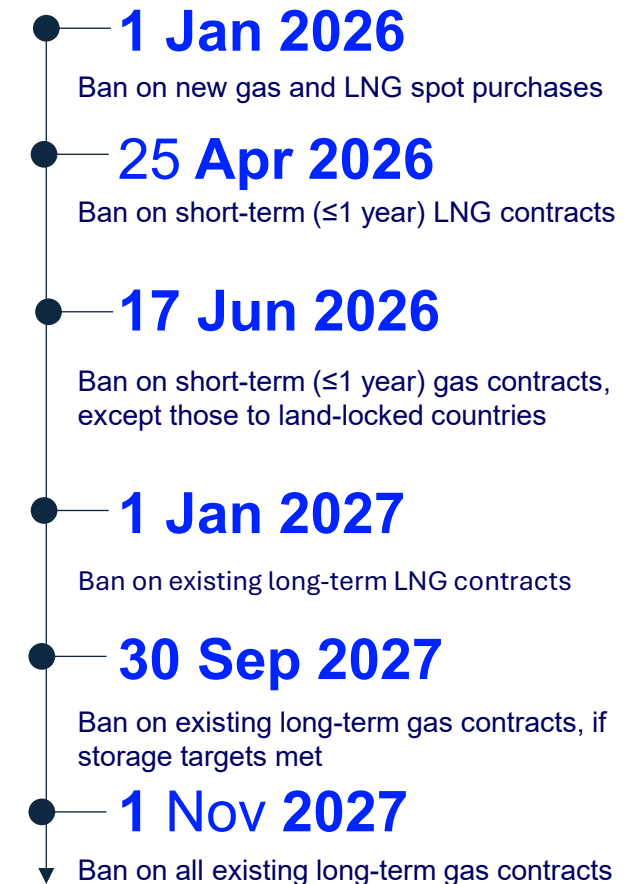 1 Jan 2026
Ban on new gas and LNG spot purchases
25 Apr 2026
Ban on short-term (≤1 year) LNG contracts
17 Jun 2026
Ban on short-term (≤1 year) gas contracts,
except those to land-locked countries
1 Jan 2027
Ban on existing long-term LNG contracts
30 Sep 2027
Ban on existing long-term gas contracts, if
storage targets met
1 Nov 2027
Ban on all existing long-term gas contracts